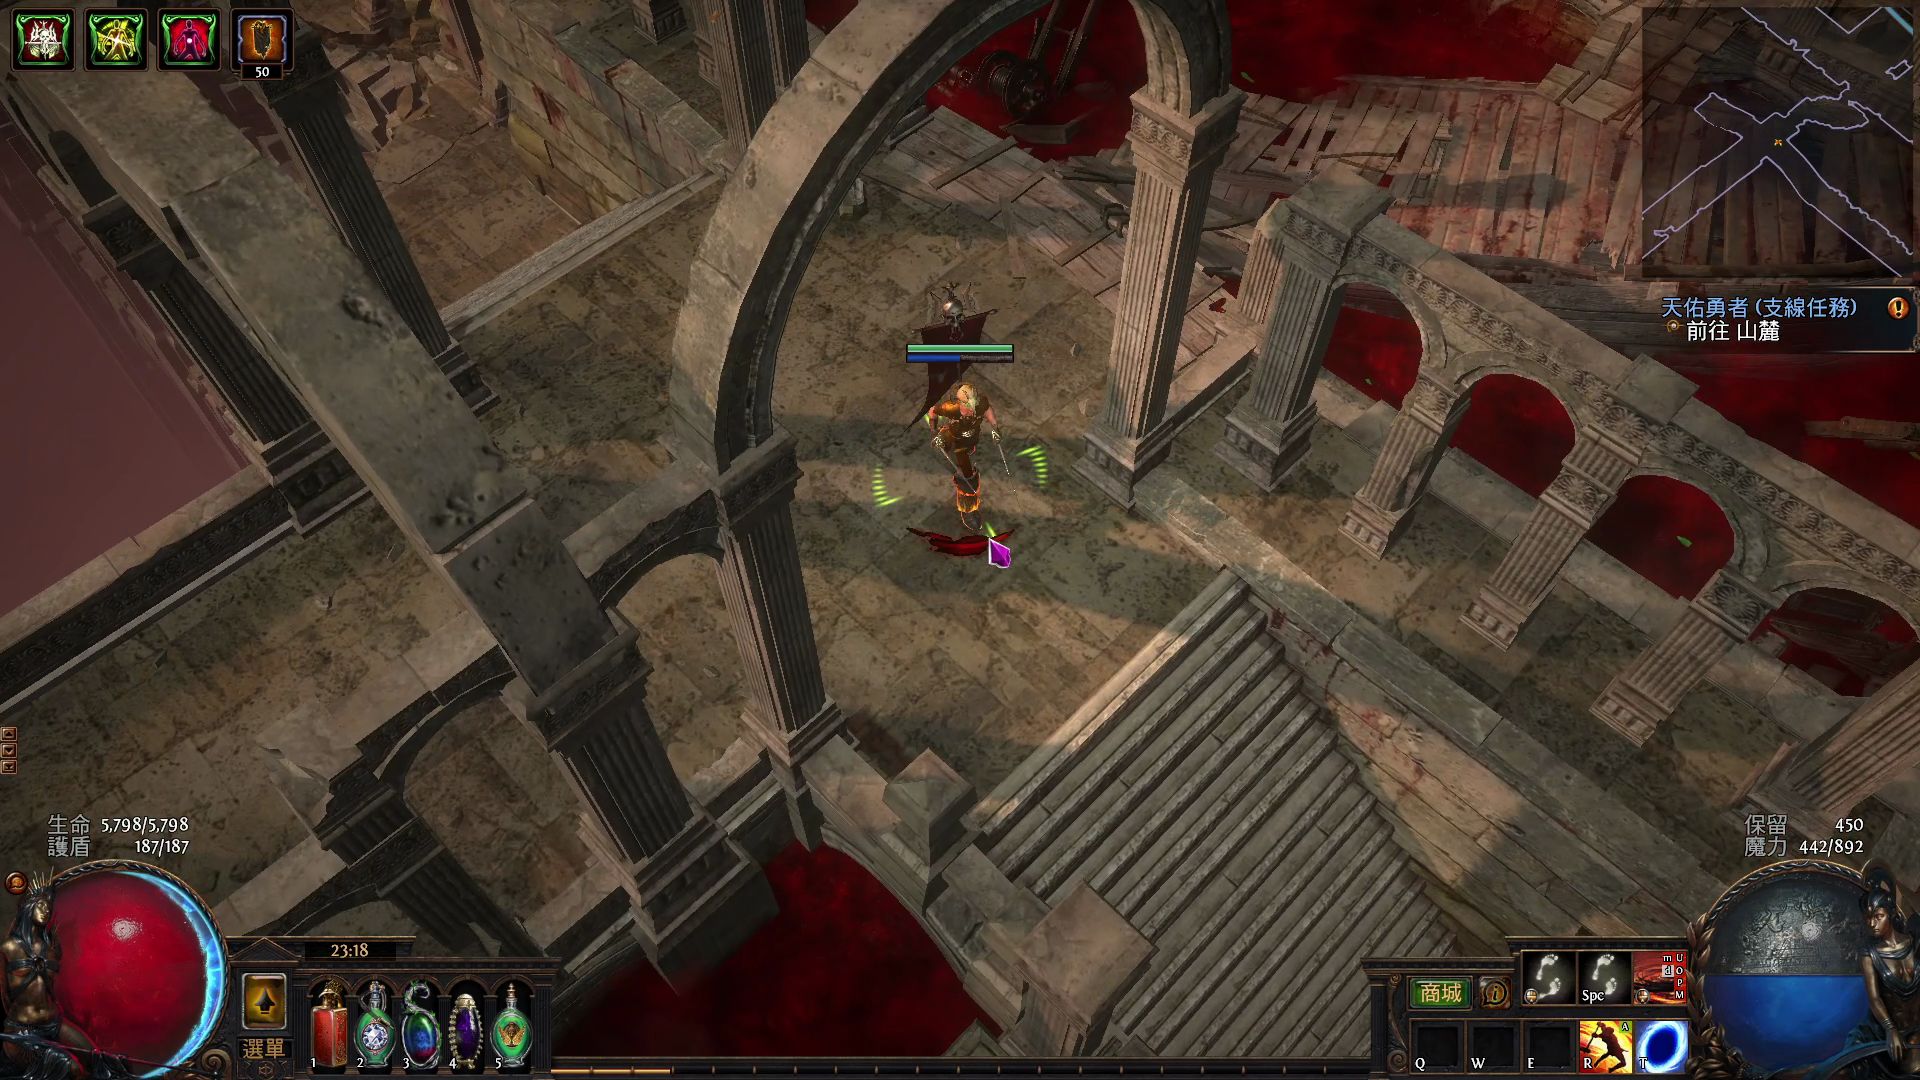 50
天佑勇者 (支線任務)
前往 山麓
生命 5,798/5,798
護盾 187/187
保留 450
魔力 442/892
23:18
選單
1
2
3
4
5
商城
Spc
m U
d O
P
M
Q
W
E
R
A
T